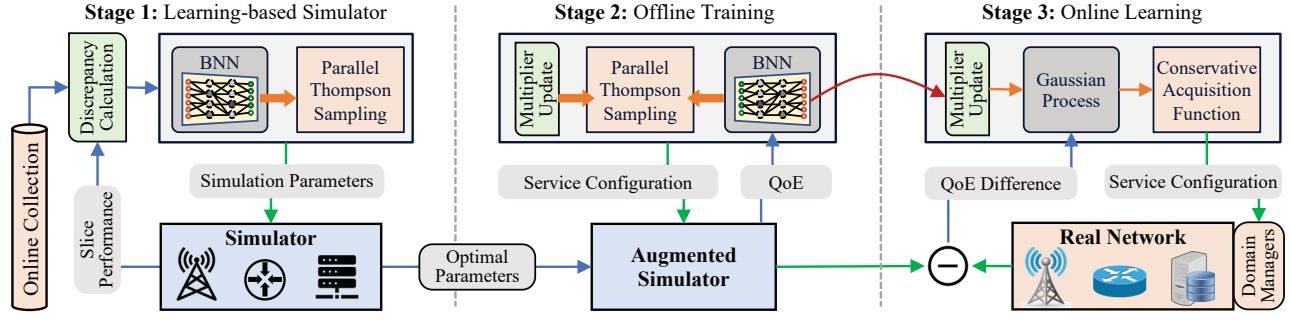 Stage 1: Learning-based Simulator
Online Collection
Discrepancy
Calculation
BNN
Parallel
Thompson
Sampling
Simulation Parameters
Slice
Performance
Simulator
Optimal
Parameters
Stage 2: Offline Training
Multiplier
Update
Parallel
Thompson
Sampling
BNN
Service Configuration
QoE
Augmented
Simulator
Stage 3: Online Learning
Multiplier
Update
Gaussian
Process
Conservative
Acquisition
Function
QoE Difference
Service Configuration
Real Network
Domain
Managers